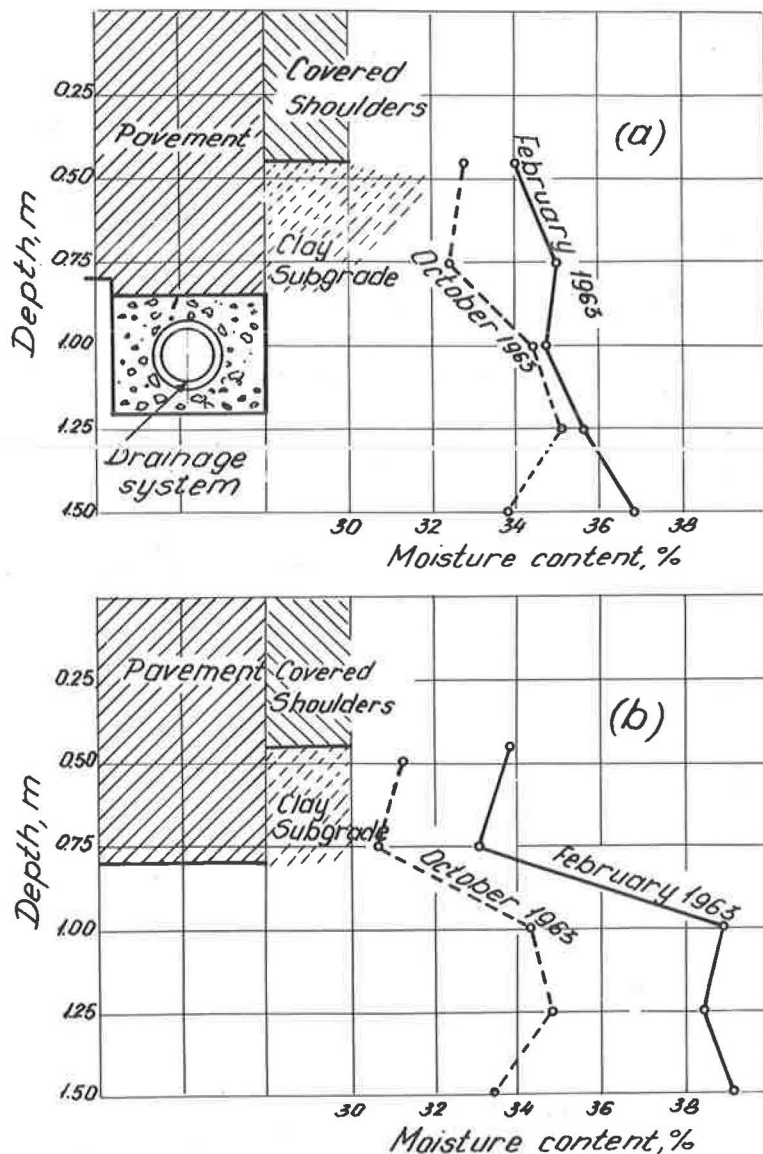 Depth, m
0.25
0.50
0.75
1.00
1.25
1.50
Pavement
Covered
Shoulders
Clay
Subgrade
Drainage
system
(a)
February 1963
October 1963
30 32 34 36 38
Moisture content, %
Depth, m
0.25
0.50
0.75
1.00
1.25
1.50
Pavement
Covered
Shoulders
Clay
Subgrade
(b)
February 1963
October 1963
30 32 34 36 38
Moisture content, %